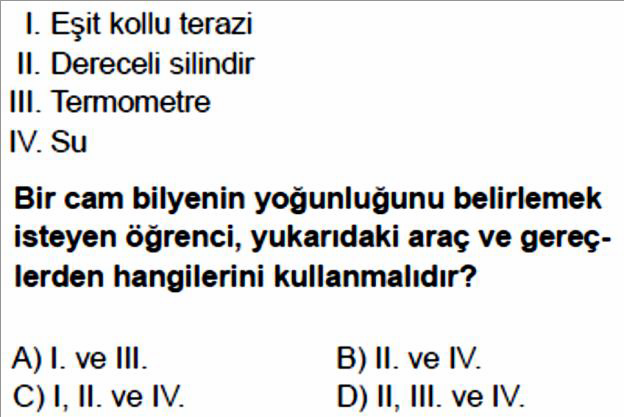 I. Eşit kollu terazi
II. Dereceli silindir
III. Termometre
IV. Su
Bir cam bilyenin yoğunluğunu belirlemek
isteyen öğrenci, yukarıdaki araç ve gereç-
lerden hangilerini kullanmalıdır?
A) I. ve III. B) II. ve IV.
C) I, II. ve IV. D) II, III. ve IV.